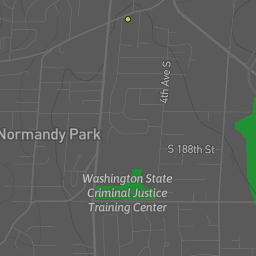 4th Ave S
Normandy Park
S 188th St
Washington State
Criminal Justice
Training Center